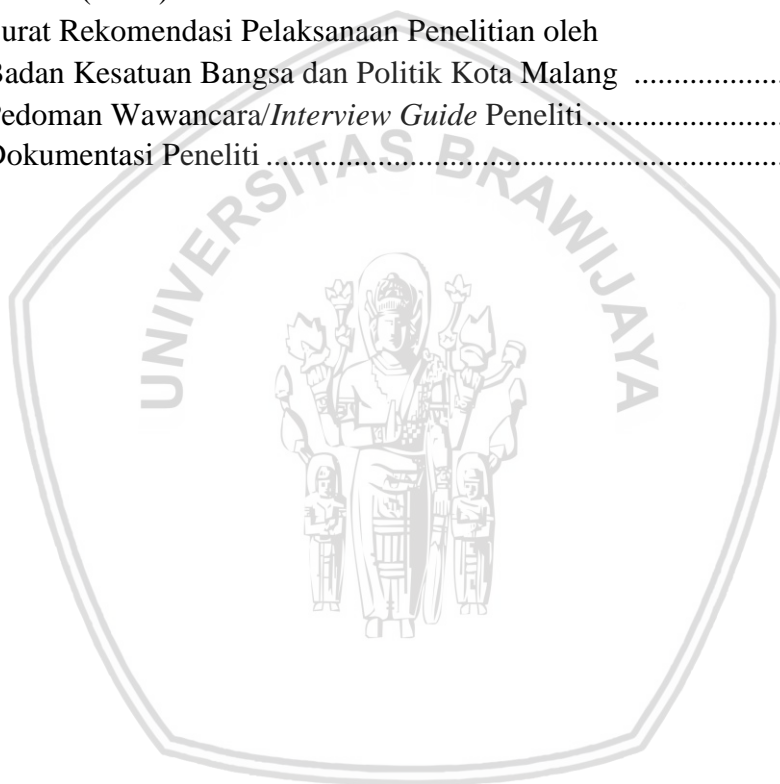 urat Rekomendasi Pelaksanaan Penelitian oleh
Badan Kesatuan Bangsa dan Politik Kota Malang .....................
Pedoman Wawancara/Interview Guide Peneliti...........................
Dokumentasi Peneliti ....................................................................
UNIVERSITAS BRAWIJAYA